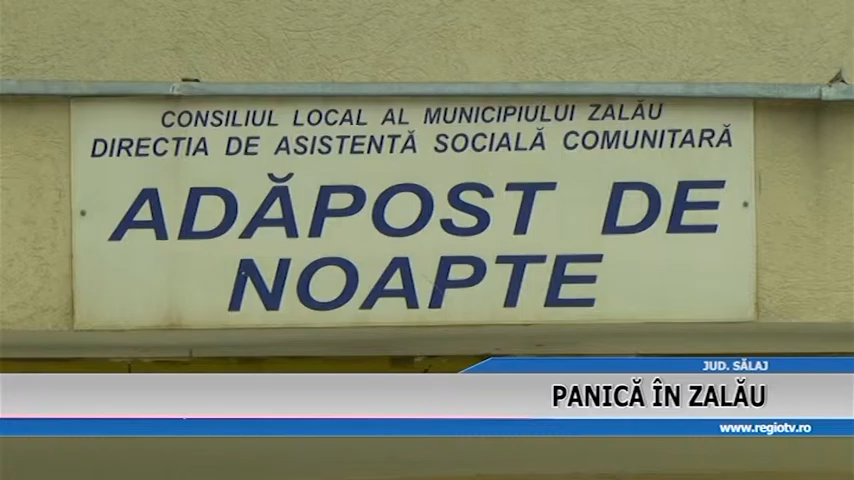 CONSILIUL LOCAL AL MUNICIPIULUI ZALĂU
DIRECTIA DE ASISTENTĂ SOCIALĂ COMUNITARĂ
ADĂPOST DE
NOAPTE
JUD. SĂLAJ
PANICĂ ÎN ZALĂU
www.regiotv.ro